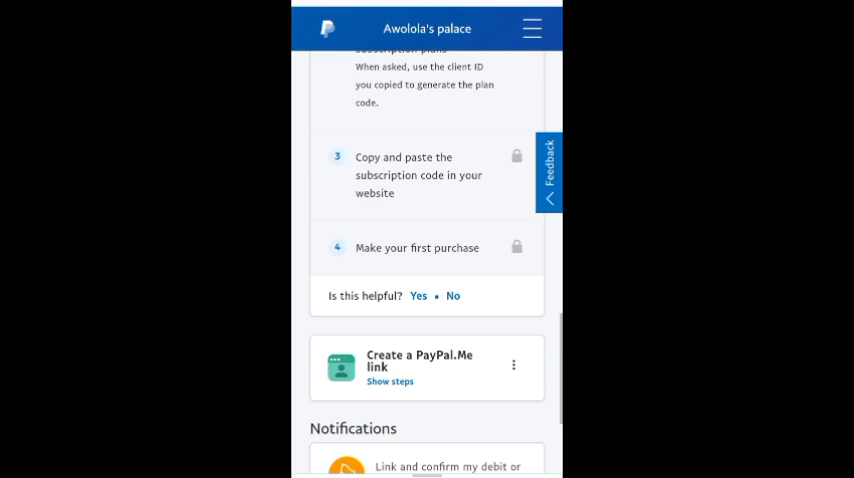 Awolola's palace
subscription plans
When asked, use the client ID
you copied to generate the plan
code.
3 Copy and paste the
subscription code in your
website
4 Make your first purchase
Is this helpful? Yes • No
Create a PayPal.Me
link
Show steps
Notifications
Link and confirm my debit or
Feedback